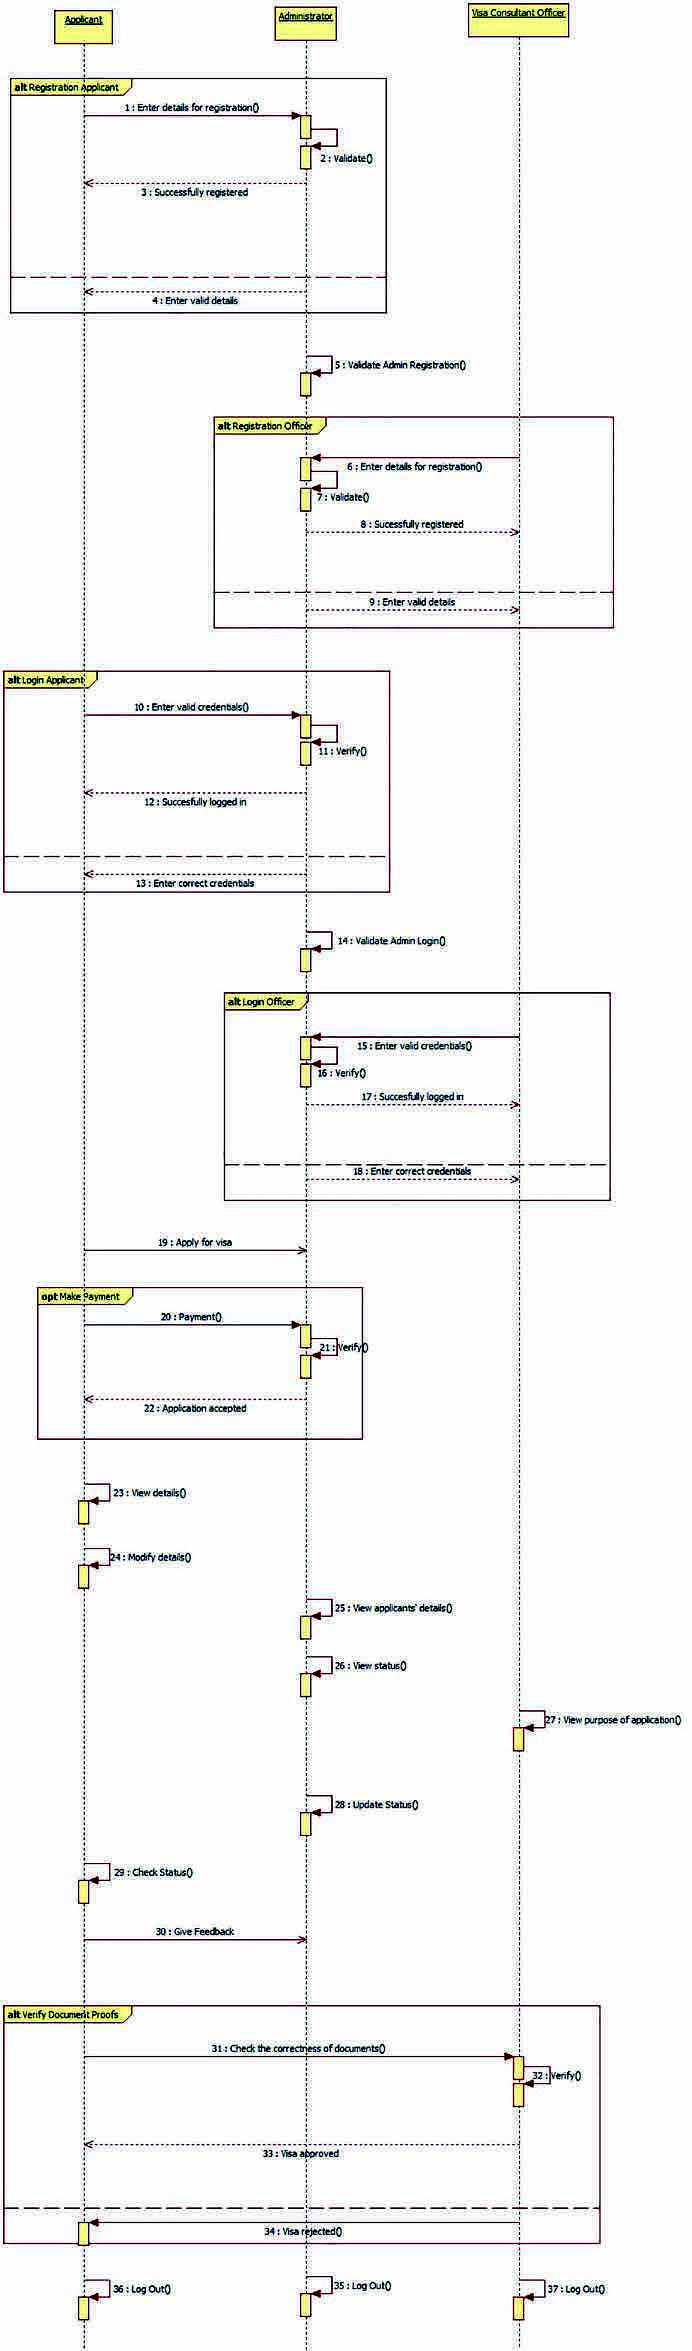 Applicant
Administrator
Visa Consultant Officer
alt Registration Applicant
1 : Enter details for registration()
2 : Validate()
3 : Successfully registered
4 : Enter valid details
5 : Validate Admin Registration()
alt Registration Officer
6 : Enter details for registration()
7 : Validate()
8 : Sucessfully registered
9 : Enter valid details
alt Login Applicant
10 : Enter valid credentials()
11 : Verify()
12 : Succesfully logged in
13 : Enter correct credentials
14 : Validate Admin Login()
alt Login Officer
15 : Enter valid credentials()
16 : Verify()
17 : Succesfully logged in
18 : Enter correct credentials
19 : Apply for visa
opt Make Payment
20 : Payment()
21 : Verify()
22 : Application accepted
23 : View details()
24 : Modify details()
25 : View applicants' details()
26 : View status()
27 : View purpose of application()
28 : Update Status()
29 : Check Status()
30 : Give Feedback
alt Verify Document Proofs
31 : Check the correctness of documents()
32 : Verify()
33 : Visa approved
34 : Visa rejected()
36 : Log Out()
35 : Log Out()
37 : Log Out()